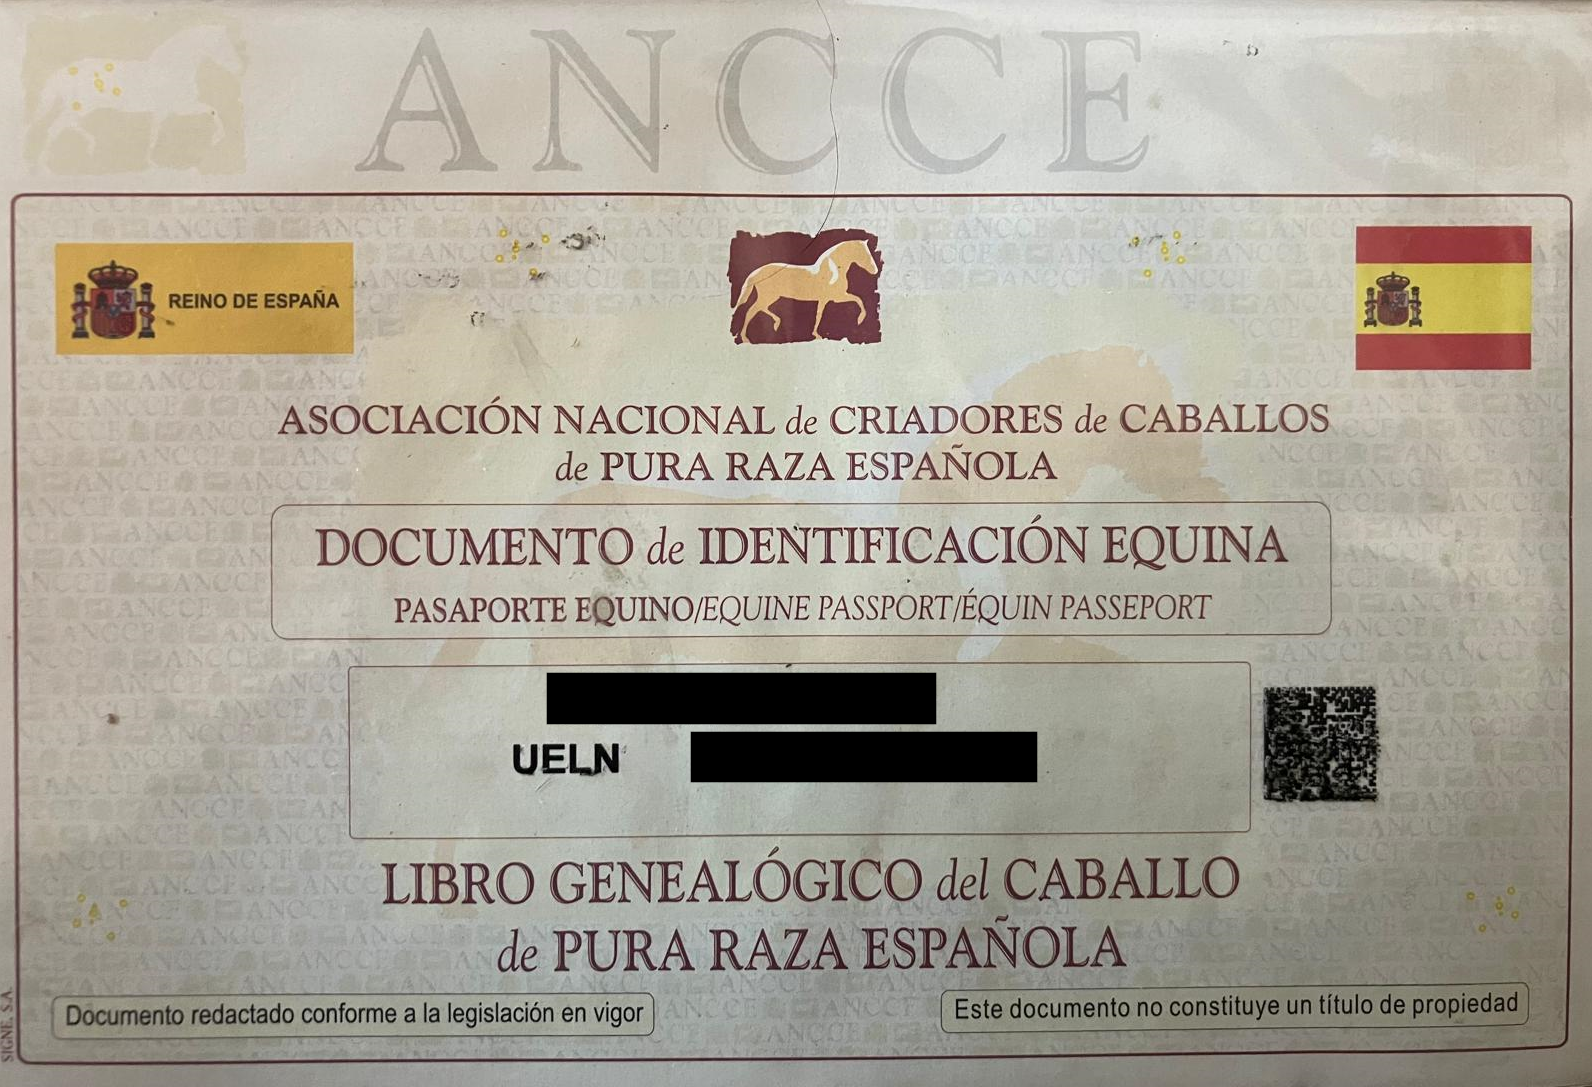 ANCCE
REINO DE ESPAÑA
ASOCIACIÓN NACIONAL de CRIADORES de CABALLOS
de PURA RAZA ESPAÑOLA
DOCUMENTO de IDENTIFICACIÓN EQUINA
PASAPORTE EQUINO/EQUINE PASSPORT/ÉQUIN PASSEPORT
UELN
LIBRO GENEALÓGICO del CABALLO
de PURA RAZA ESPAÑOLA
Documento redactado conforme a la legislación en vigor
Este documento no constituye un título de propiedad
SIGNE, S.A.